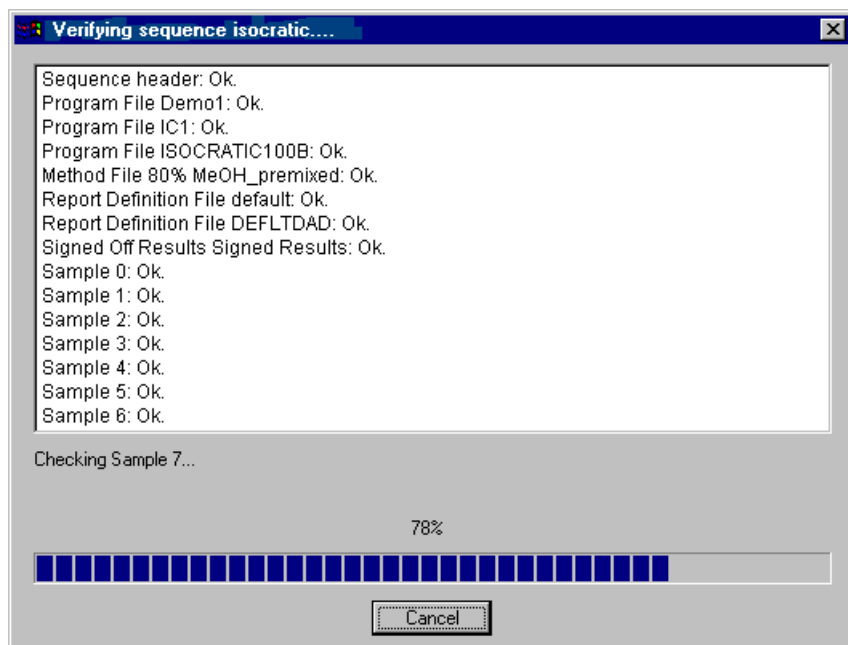 Verifying sequence isocratic....
Sequence header: Ok.
Program File Demo1: Ok.
Program File IC1: Ok.
Program File ISOCRATIC100B: Ok.
Method File 80% MeOH_premixed: Ok.
Report Definition File default: Ok.
Report Definition File DEFLTDAD: Ok.
Signed Off Results Signed Results: Ok.
Sample 0: Ok.
Sample 1: Ok.
Sample 2: Ok.
Sample 3: Ok.
Sample 4: Ok.
Sample 5: Ok.
Sample 6: Ok.
Checking Sample 7...
78%
Cancel